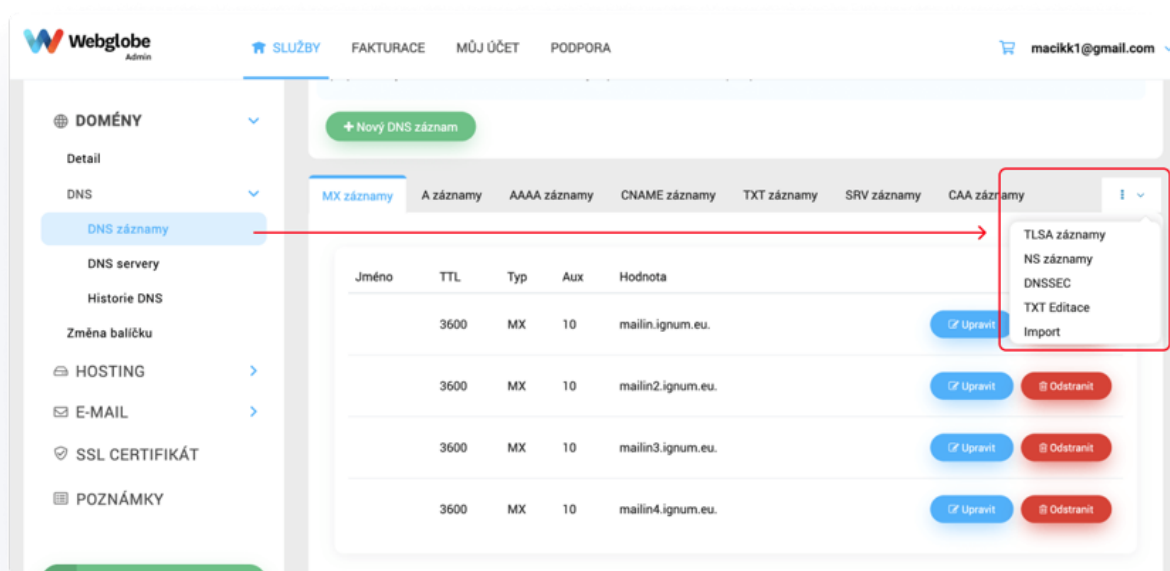 Webglobe
Admin
SLUŽBY FAKTURACE MŮJ ÚČET PODPORA macikk1@gmail.com
DOMÉNY
+ Nový DNS záznam
Detail
DNS
MX záznamy A záznamy AAAA záznamy CNAME záznamy TXT záznamy SRV záznamy CAA záznamy
DNS záznamy
TLSA záznamy
NS záznamy
DNSSEC
TXT Editace
Import
DNS servery
Historie DNS
Změna balíčku
HOSTING
E-MAIL
SSL CERTIFIKÁT
POZNÁMKY
Jméno TTL Typ Aux Hodnota
3600 MX 10 mailin.ignum.eu. Upravit
3600 MX 10 mailin2.ignum.eu. Upravit Odstranit
3600 MX 10 mailin3.ignum.eu. Upravit Odstranit
3600 MX 10 mailin4.ignum.eu. Upravit Odstranit